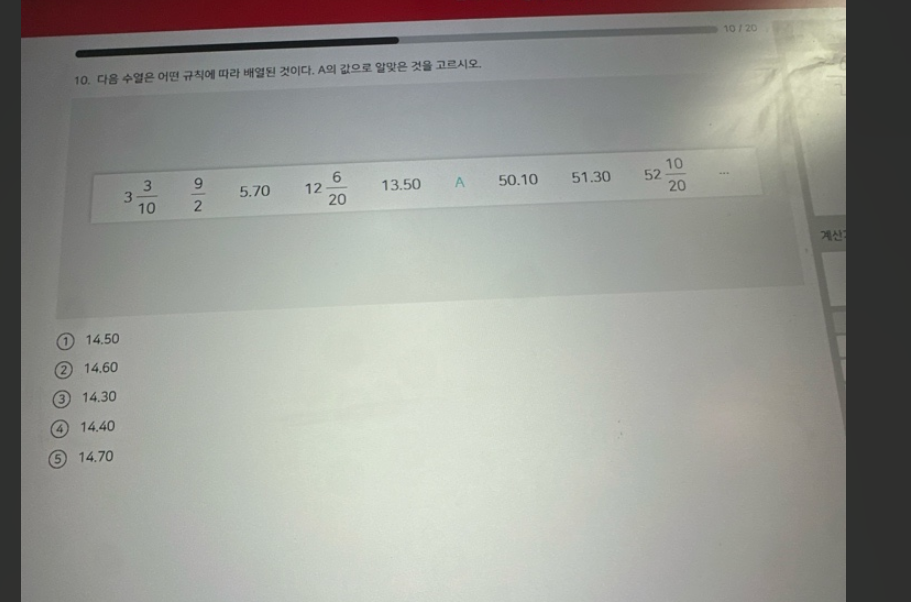 10 / 20
10. 다음 수열은 어떤 규칙에 따라 배열된 것이다. A의 값으로 알맞은 것을 고르시오.
3 3/10 9/2 5.70 12 6/20 13.50 A 50.10 51.30 52 10/20 ...
계산
① 14.50
② 14.60
③ 14.30
④ 14.40
⑤ 14.70